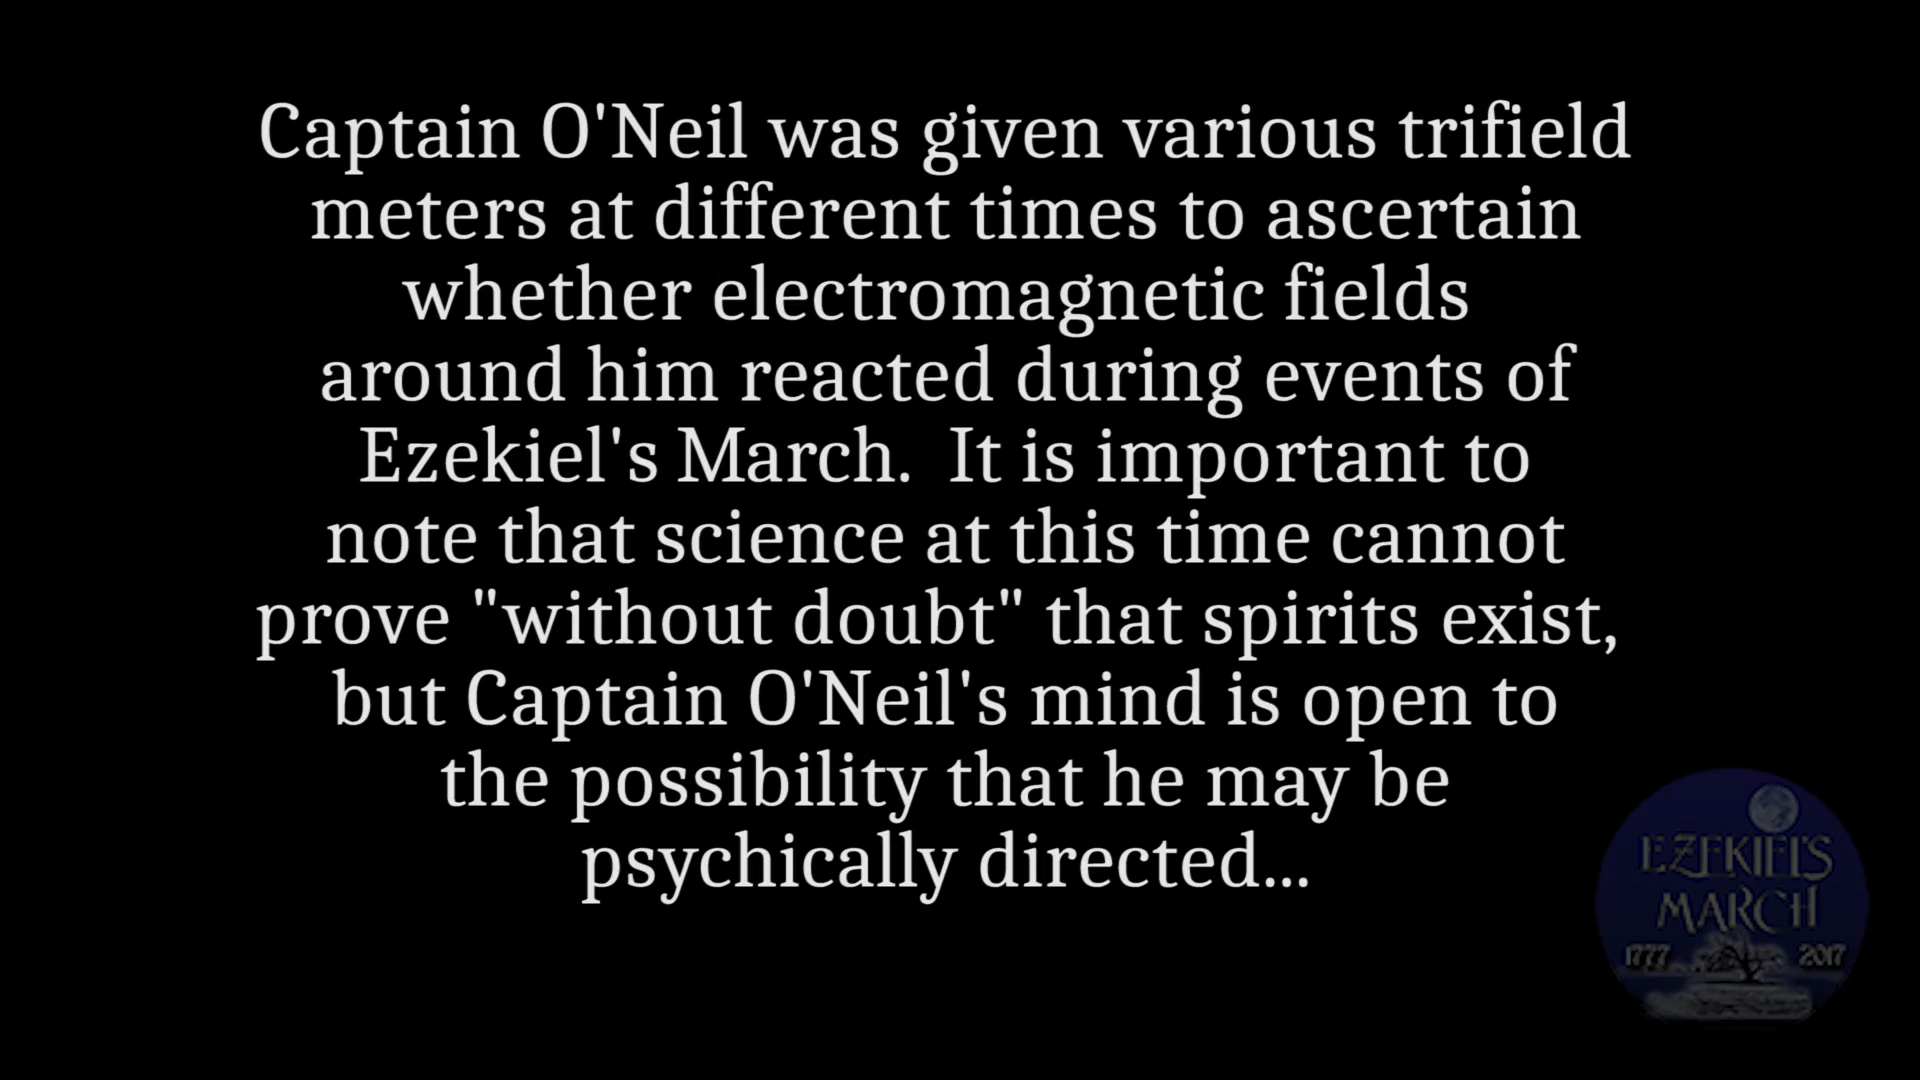 Captain O'Neil was given various trifield
meters at different times to ascertain
whether electromagnetic fields
around him reacted during events of
Ezekiel's March.  It is important to
note that science at this time cannot
prove "without doubt" that spirits exist,
but Captain O'Neil's mind is open to
the possibility that he may be
psychically directed...
EZEKIEL'S
MARCH
1777 2017